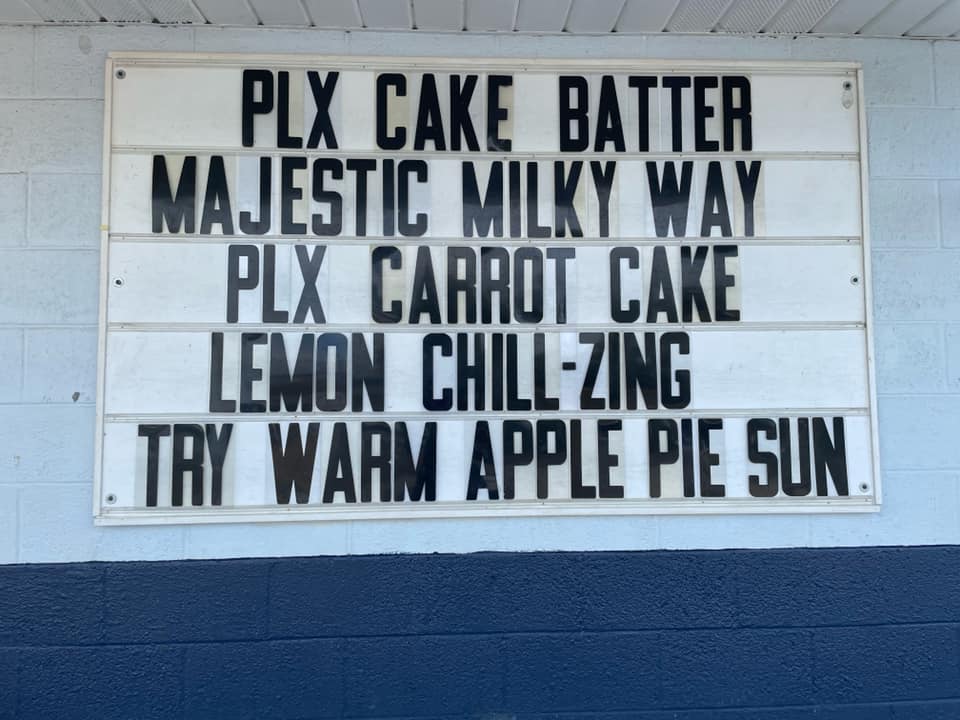 PLX CAKE BATTER
MAJESTIC MILKY WAY
PLX CARROT CAKE
LEMON CHILL-ZING
TRY WARM APPLE PIE SUN